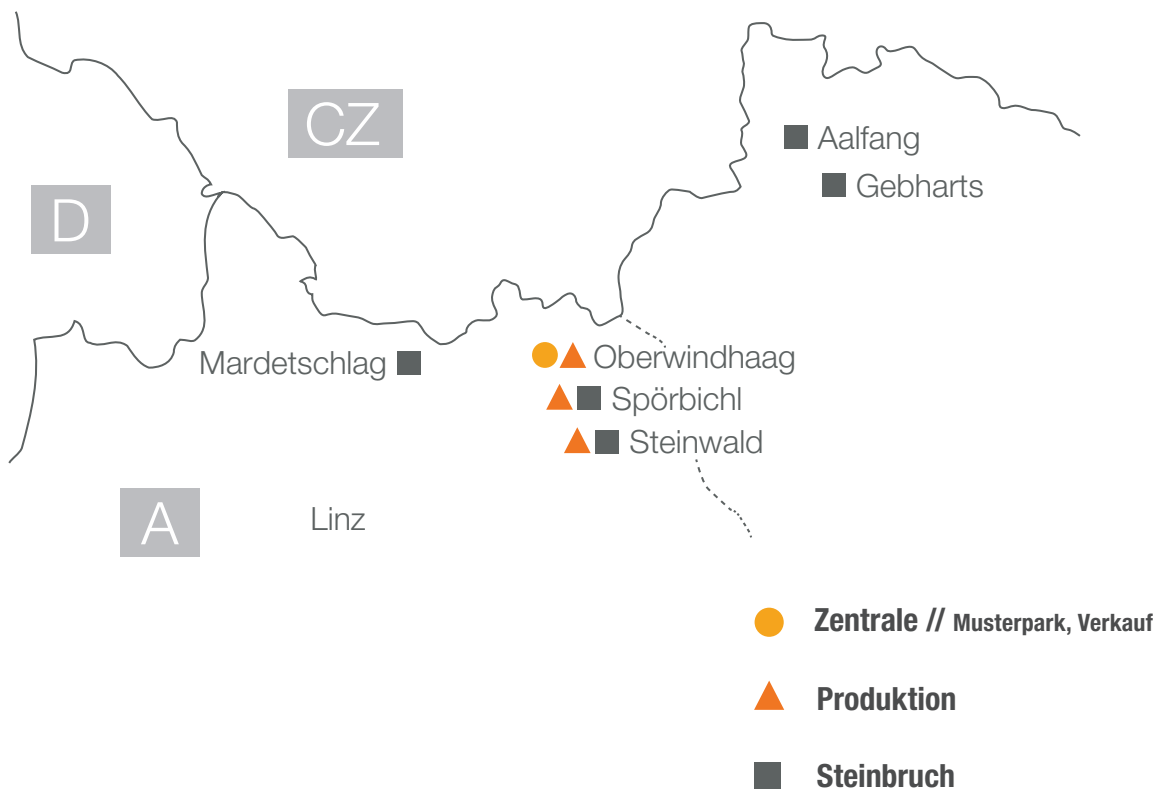 CZ
Aalfang
Gebharts
D
Mardetschlag
Oberwindhaag
Spörbichl
Steinwald
A
Linz
Zentrale // Musterpark, Verkauf
Produktion
Steinbruch